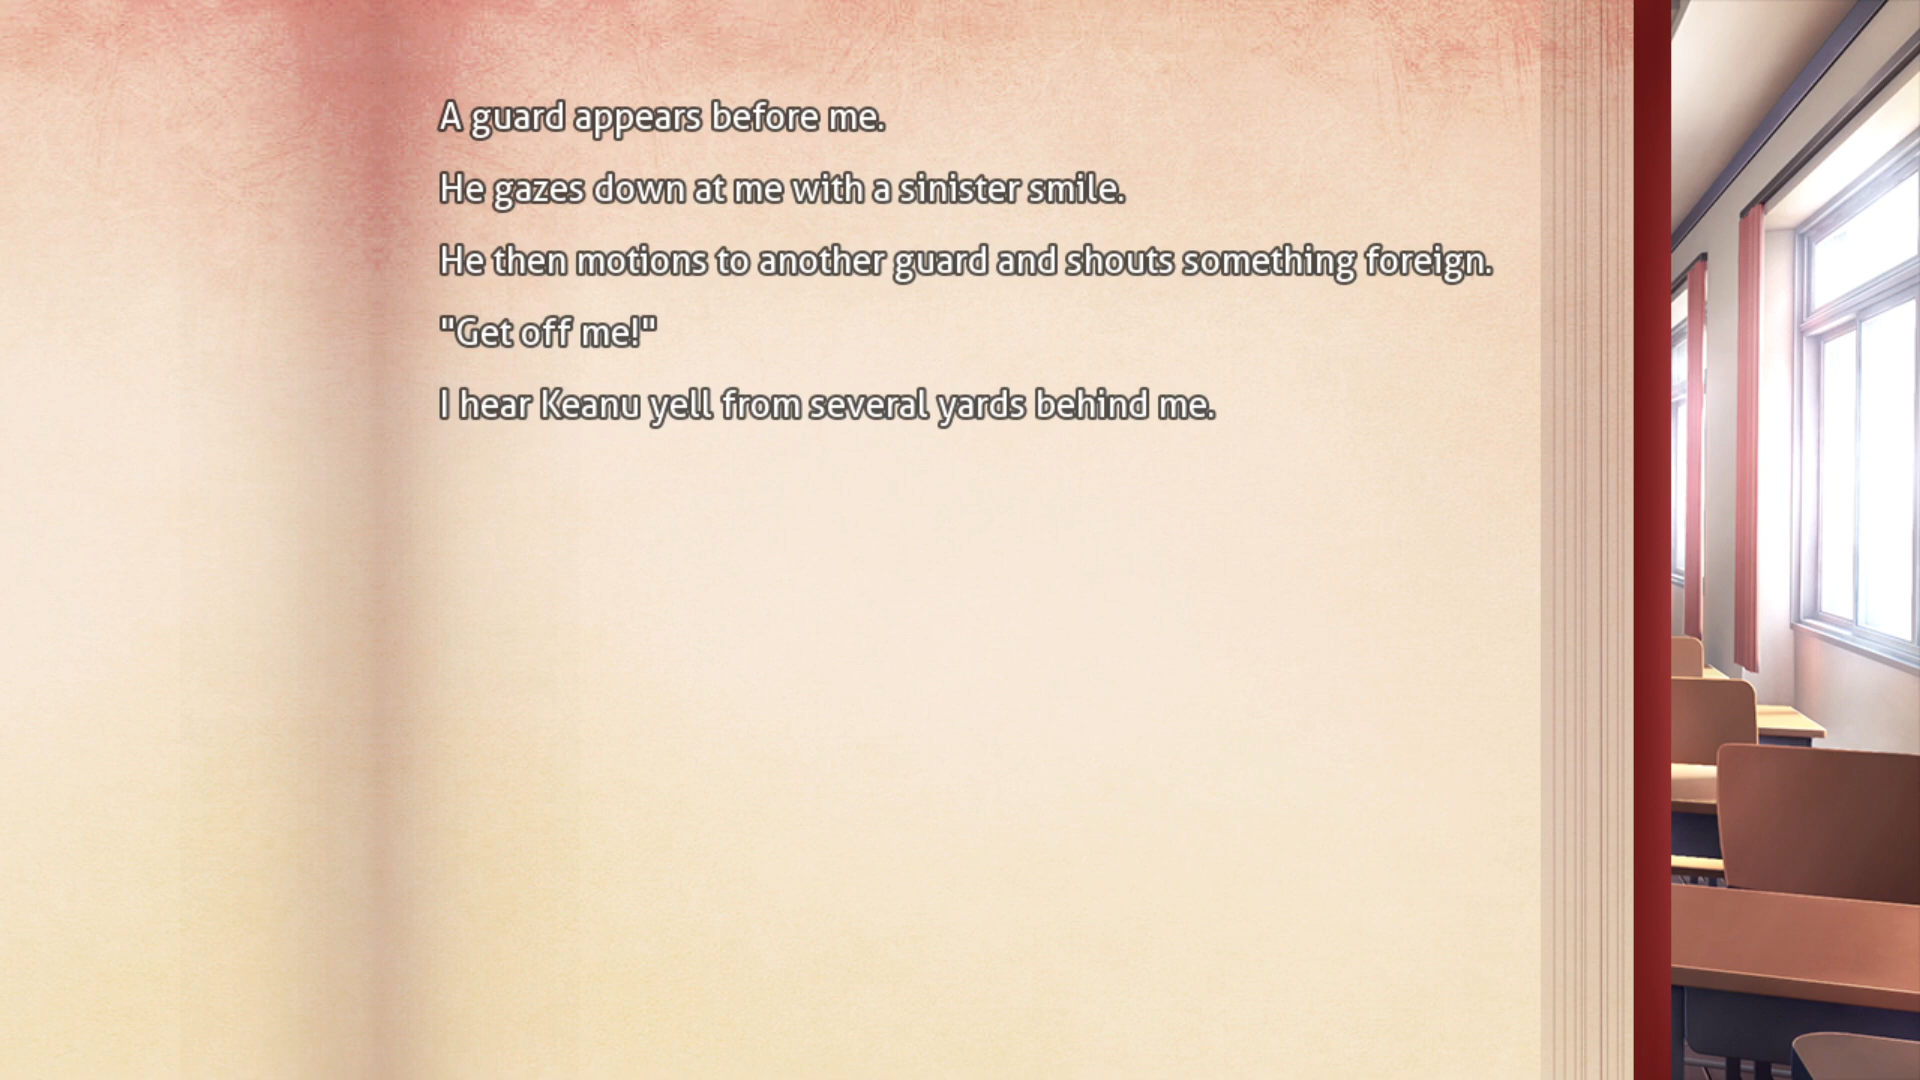 A guard appears before me.
He gazes down at me with a sinister smile.
He then motions to another guard and shouts something foreign.
"Get off me!"
I hear Keanu yell from several yards behind me.